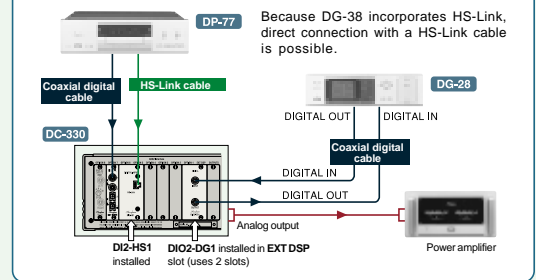 DP-77
Because DG-38 incorporates HS-Link,
direct connection with a HS-Link cable
is possible.
Coaxial digital
cable
HS-Link cable
DG-28
DIGITAL OUT
DIGITAL IN
DC-330
Coaxial digital
cable
DIGITAL IN
DIGITAL OUT
Analog output
DI2-HS1
installed
DIO2-DG1 installed in EXT DSP
slot (uses 2 slots)
Power amplifier